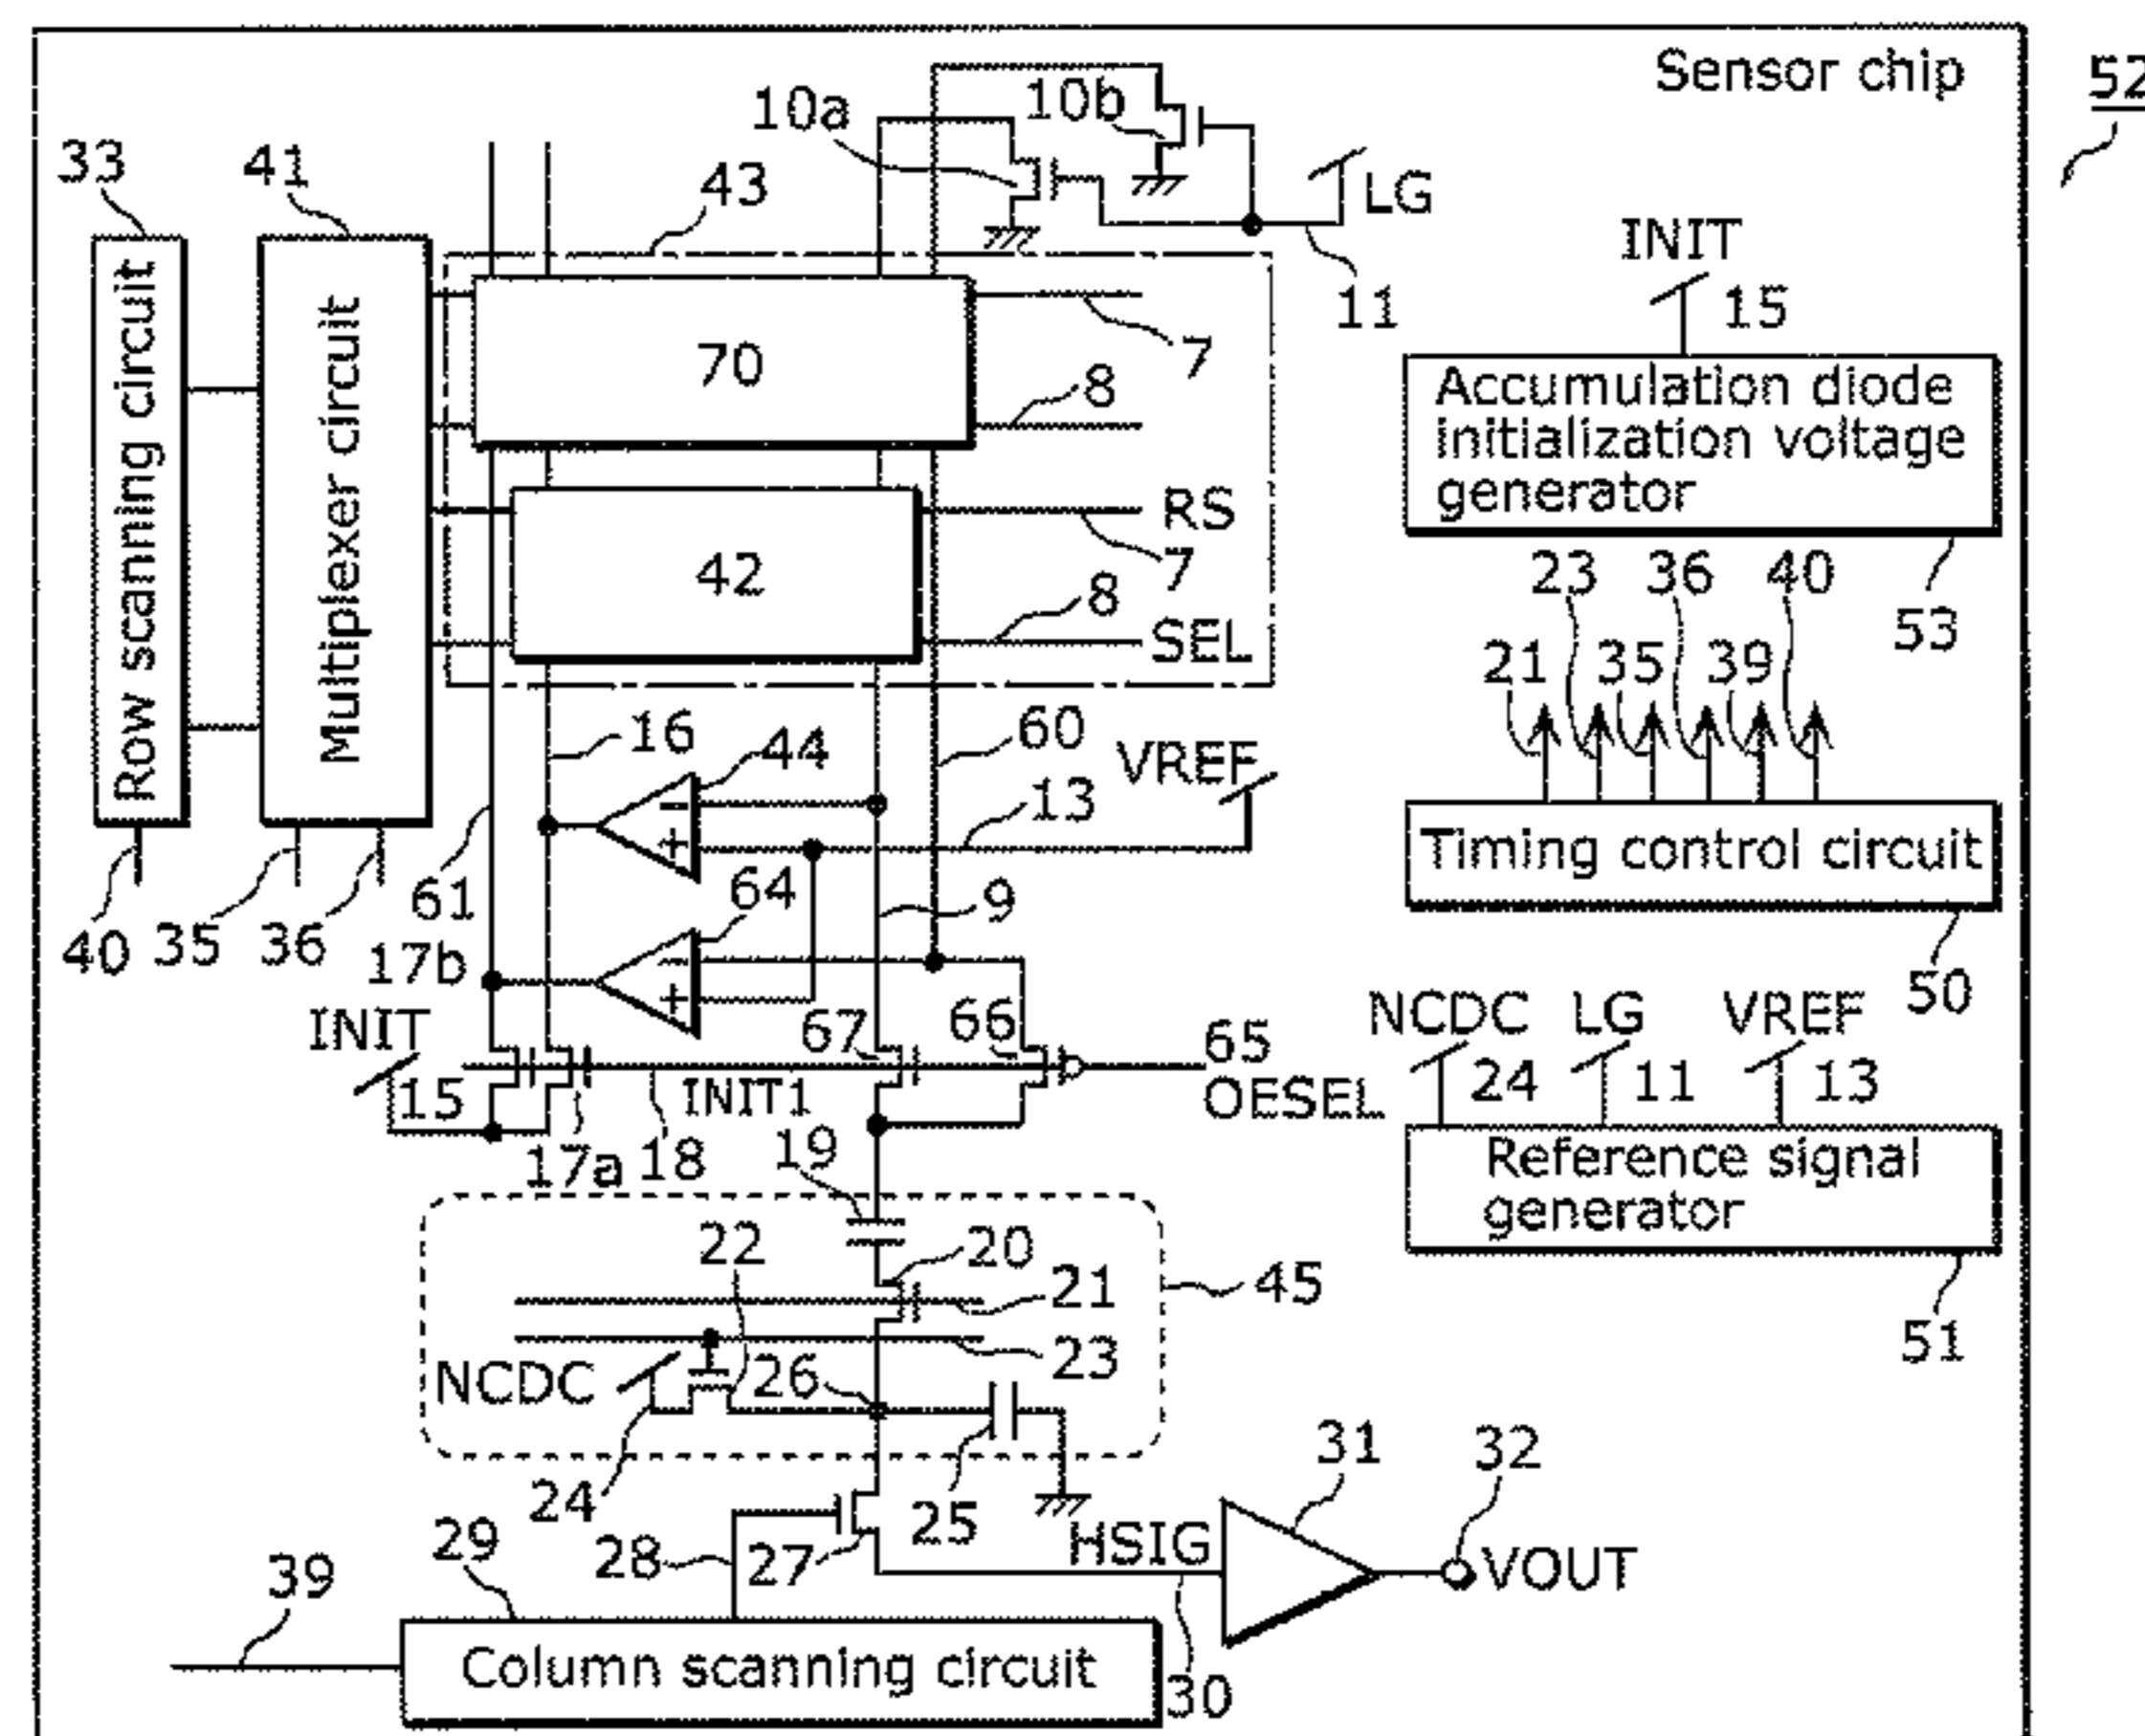 Sensor chip
52
10a
10b
33
41
43
LG
INIT
11
15
Row scanning circuit
Multiplexer circuit
70
7
8
Accumulation diode
initialization voltage
generator
RS
42
7
8
SEL
23
36
40
53
21
35
39
16
44
60
VREF
13
Timing control circuit
61
64
9
40
35
36
17b
50
INIT
67
66
65
NCDC
LG
VREF
15
INIT1
OESEL
24
11
13
17a
18
19
Reference signal
generator
22
20
21
45
51
NCDC
26
23
24
25
31
32
29
28
27
HSIG
VOUT
39
Column scanning circuit
30